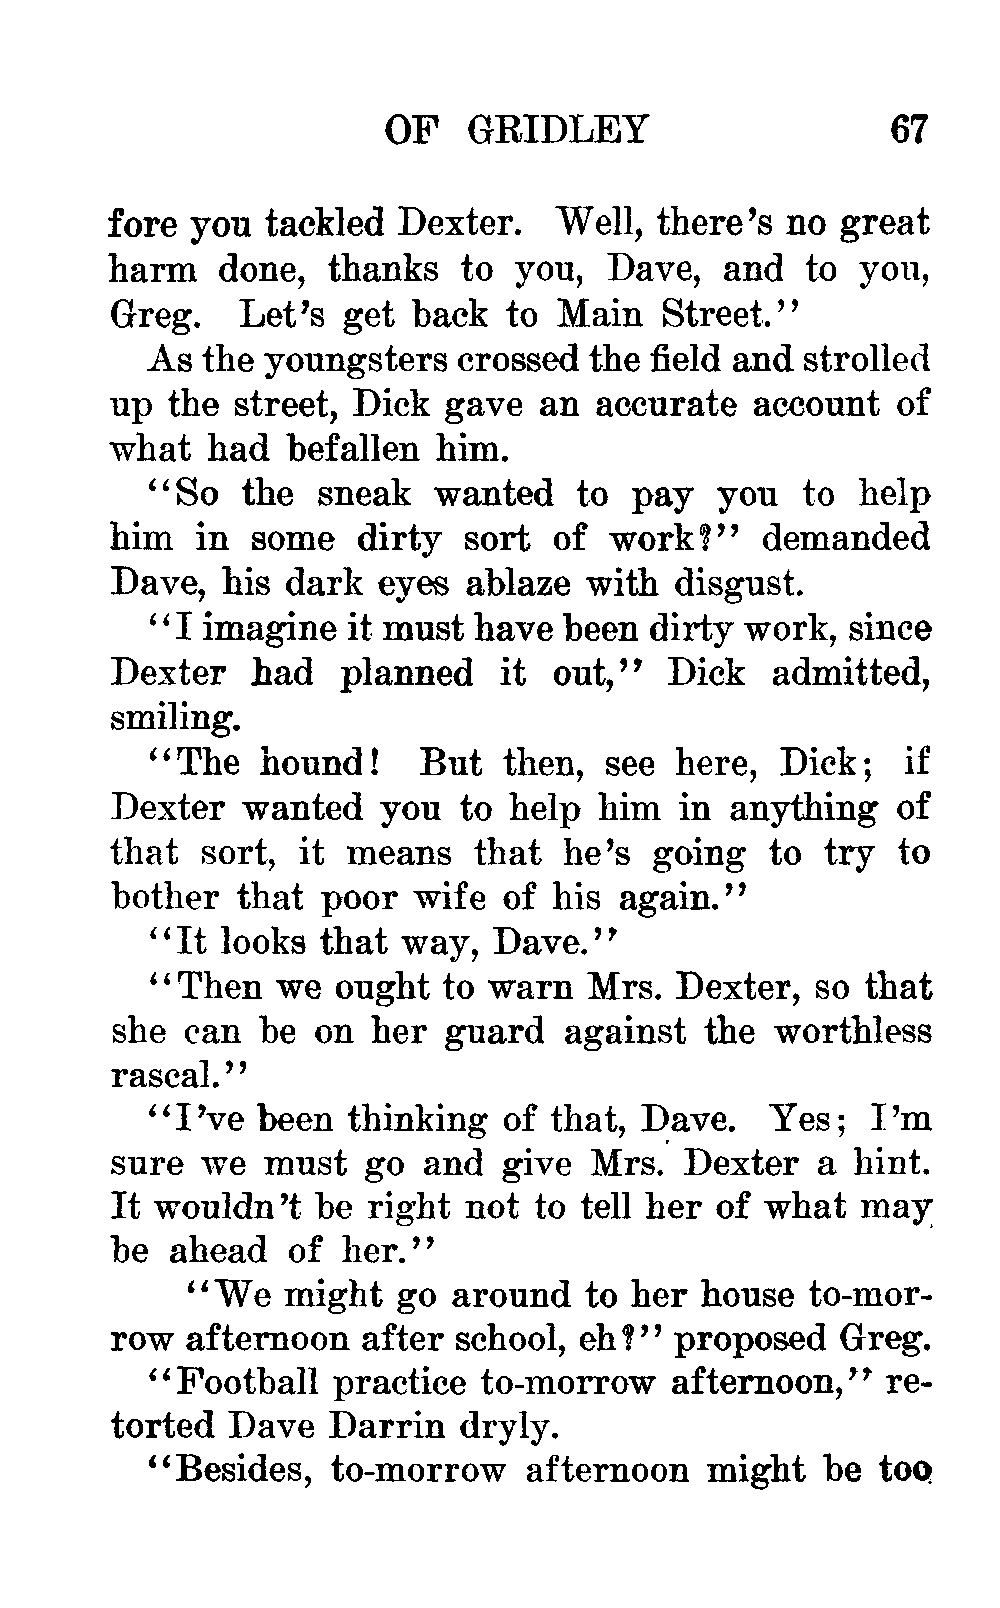 OF GRIDLEY 67
fore you tackled Dexter. Well, there's no great
harm done, thanks to you, Dave, and to you,
Greg. Let's get back to Main Street."
As the youngsters crossed the field and strolled
up the street, Dick gave an accurate account of
what had befallen him.
"So the sneak wanted to pay you to help
him in some dirty sort of work?" demanded
Dave, his dark eyes ablaze with disgust.
"I imagine it must have been dirty work, since
Dexter had planned it out," Dick admitted,
smiling.
"The hound! But then, see here, Dick; if
Dexter wanted you to help him in anything of
that sort, it means that he's going to try to
bother that poor wife of his again."
"It looks that way, Dave."
"Then we ought to warn Mrs. Dexter, so that
she can be on her guard against the worthless
rascal."
"I've been thinking of that, Dave. Yes; I'm
sure we must go and give Mrs. Dexter a hint.
It wouldn't be right not to tell her of what may
be ahead of her."
"We might go around to her house to-mor-
row afternoon after school, eh?" proposed Greg.
"Football practice to-morrow afternoon," re-
torted Dave Darrin dryly.
"Besides, to-morrow afternoon might be too